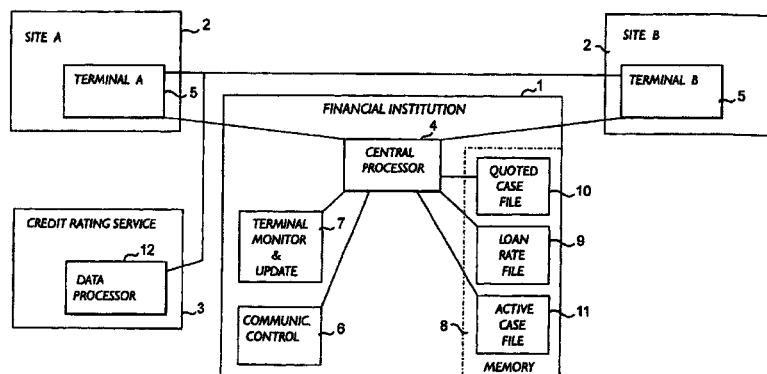 SITE A
2
TERMINAL A
5
2
SITE B
TERMINAL B
5
1
FINANCIAL INSTITUTION
4
CENTRAL
PROCESSOR
QUOTED
CASE
FILE
10
TERMINAL
MONITOR
&
UPDATE
7
LOAN
RATE
FILE
9
CREDIT RATING SERVICE
12
DATA
PROCESSOR
3
COMMUNIC.
CONTROL
6
8
ACTIVE
CASE
FILE
11
MEMORY